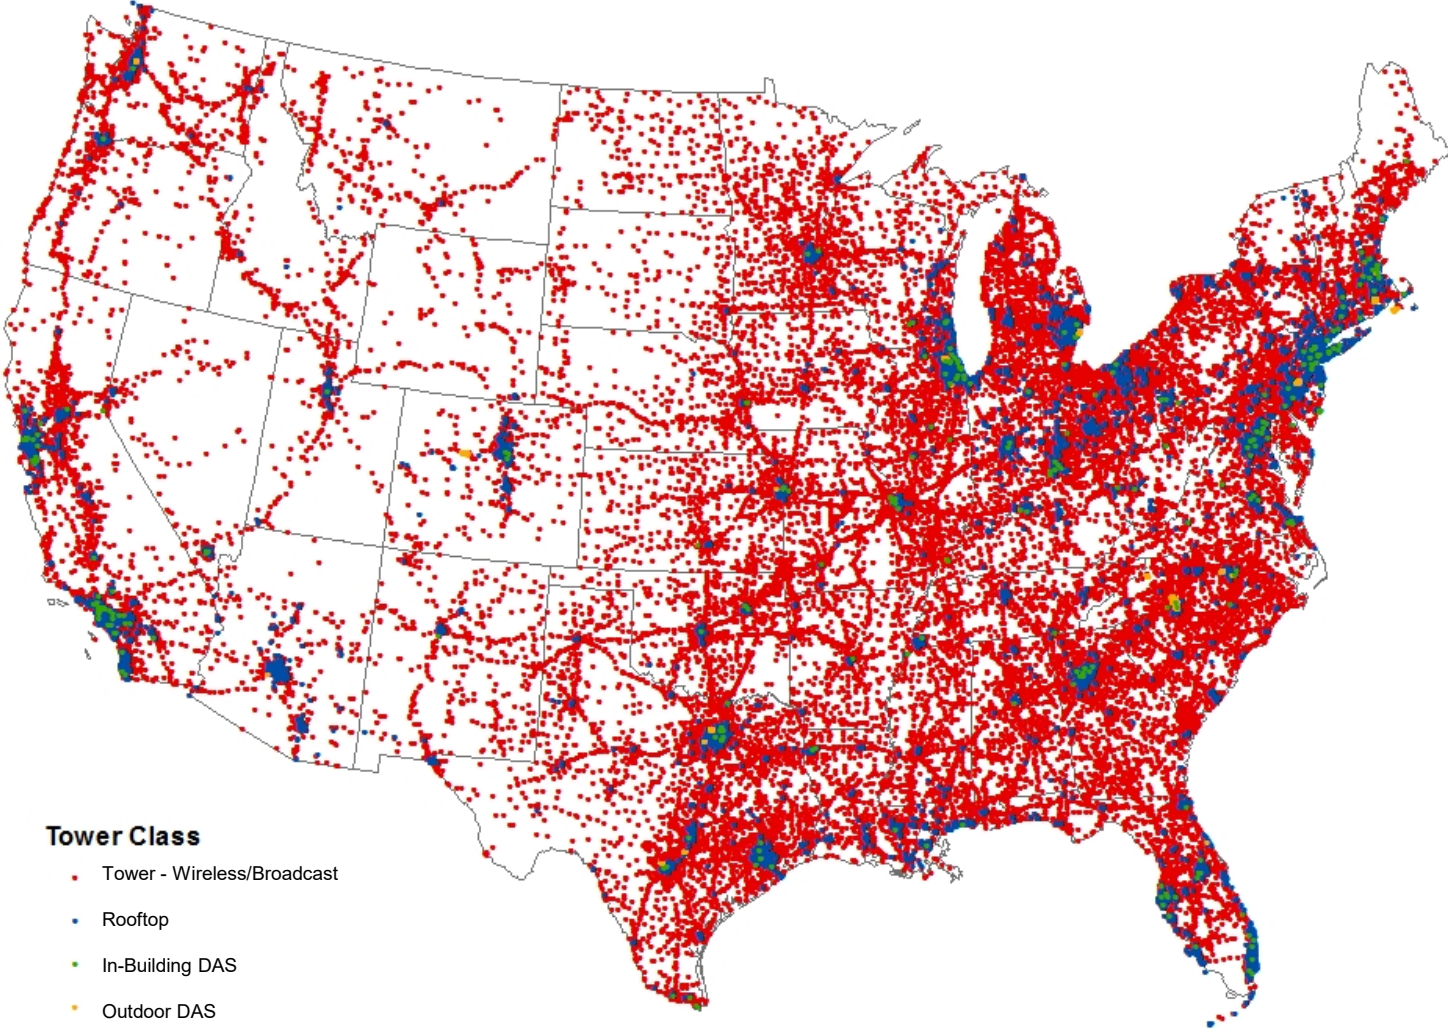 Tower Class
Tower - Wireless/Broadcast
Rooftop
In-Building DAS
Outdoor DAS